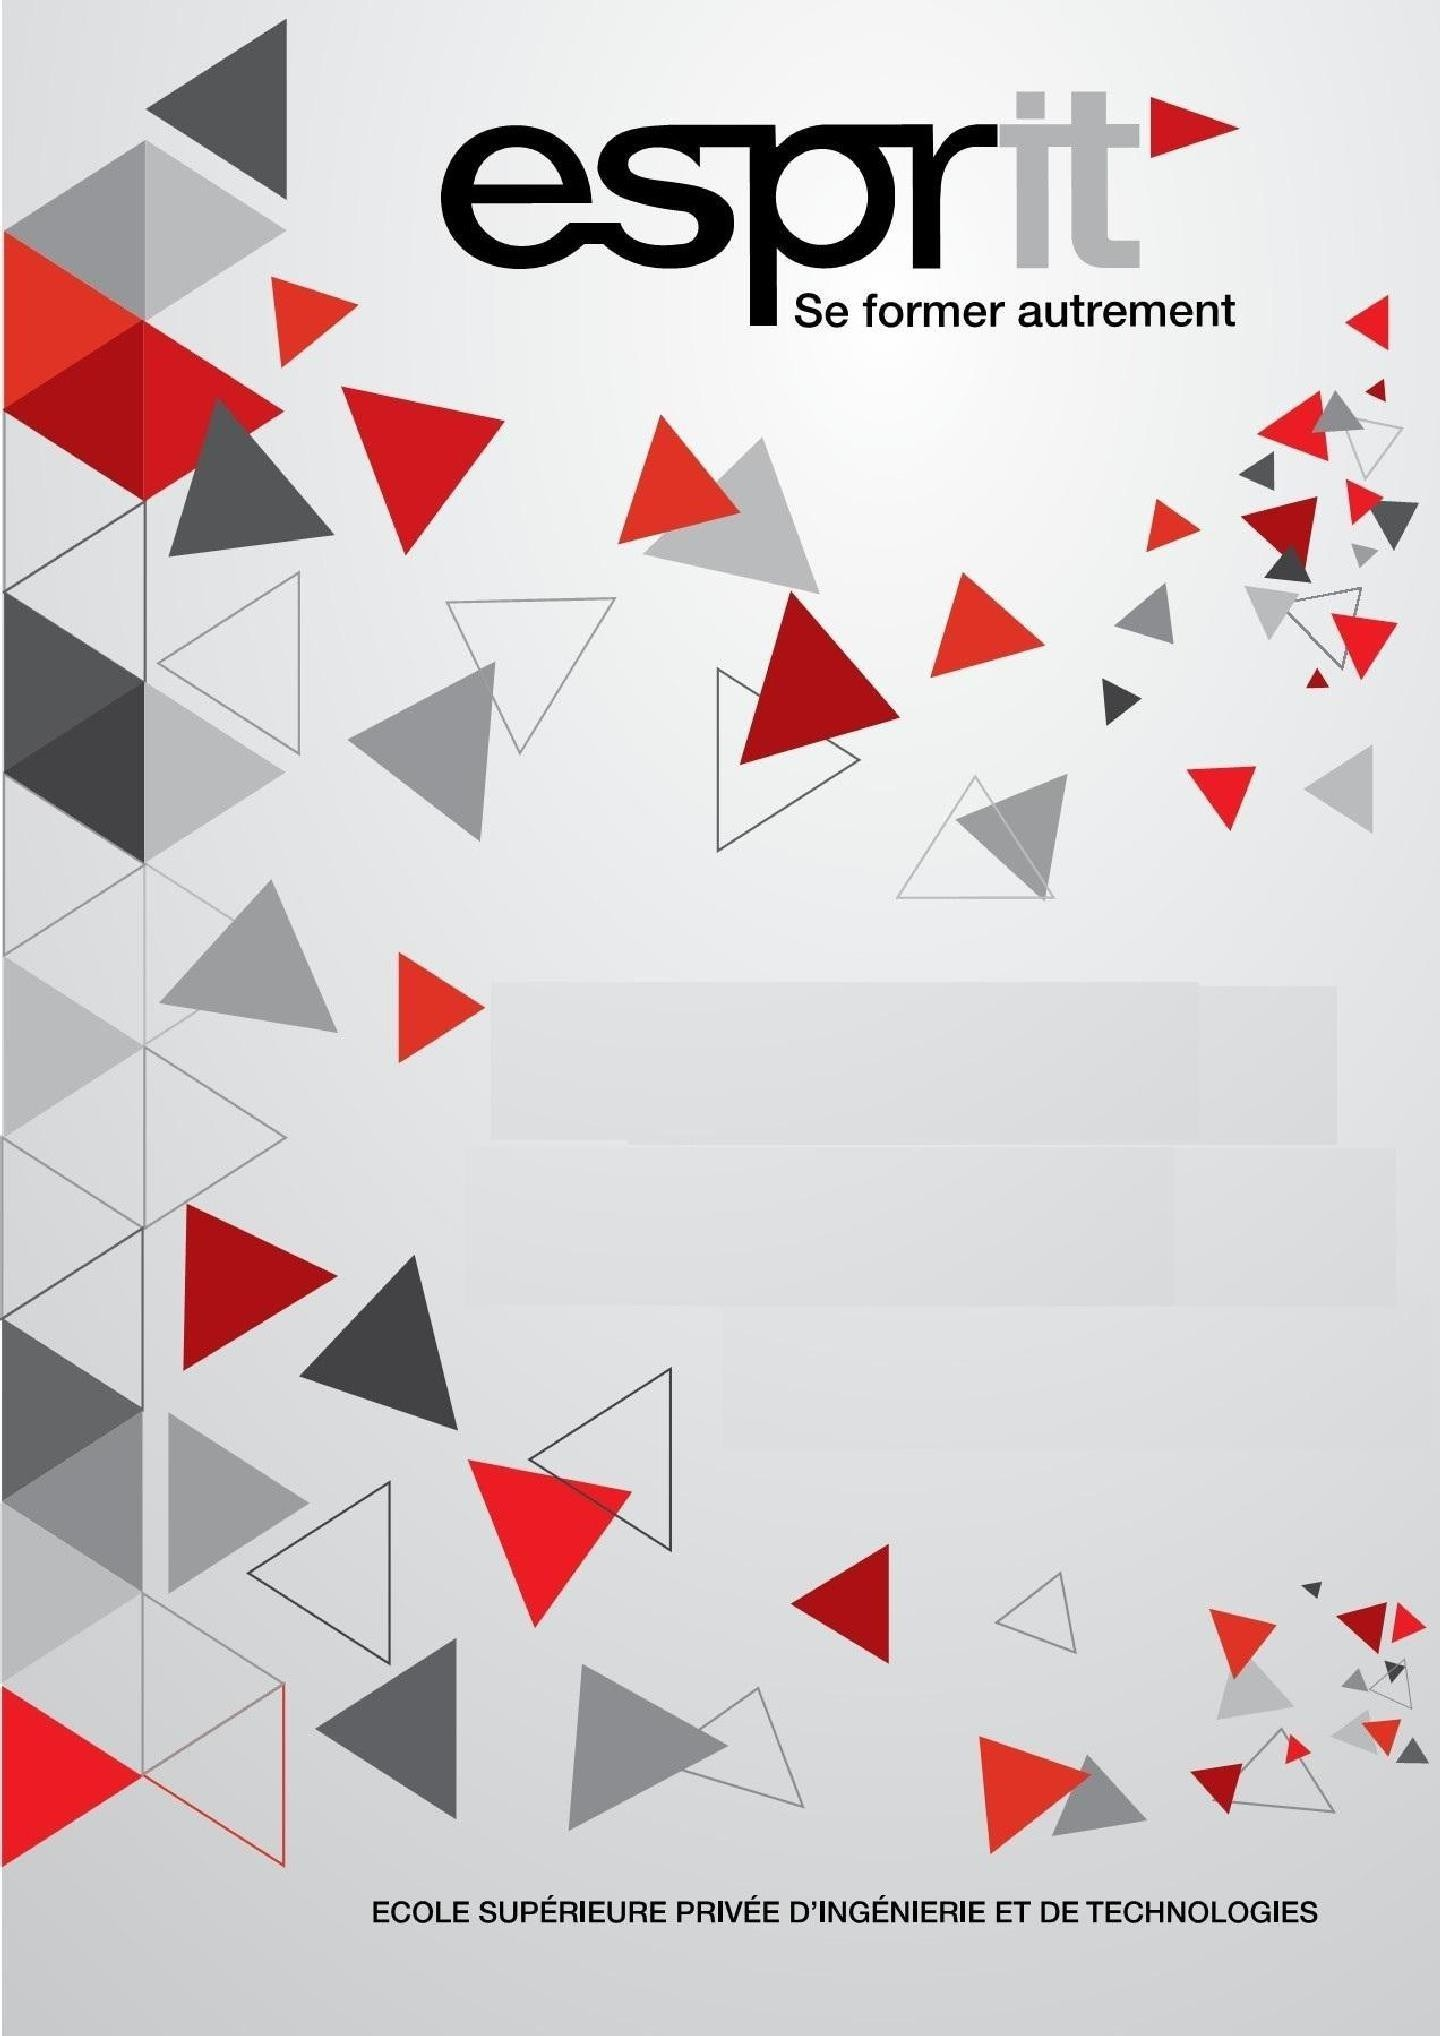 esprit
Se former autrement
ECOLE SUPÉRIEURE PRIVÉE D'INGÉNIERIE ET DE TECHNOLOGIES